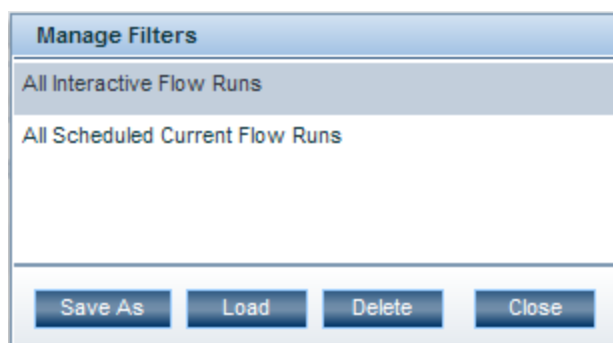 Manage Filters
All Interactive Flow Runs
All Scheduled Current Flow Runs
Save As Load Delete Close